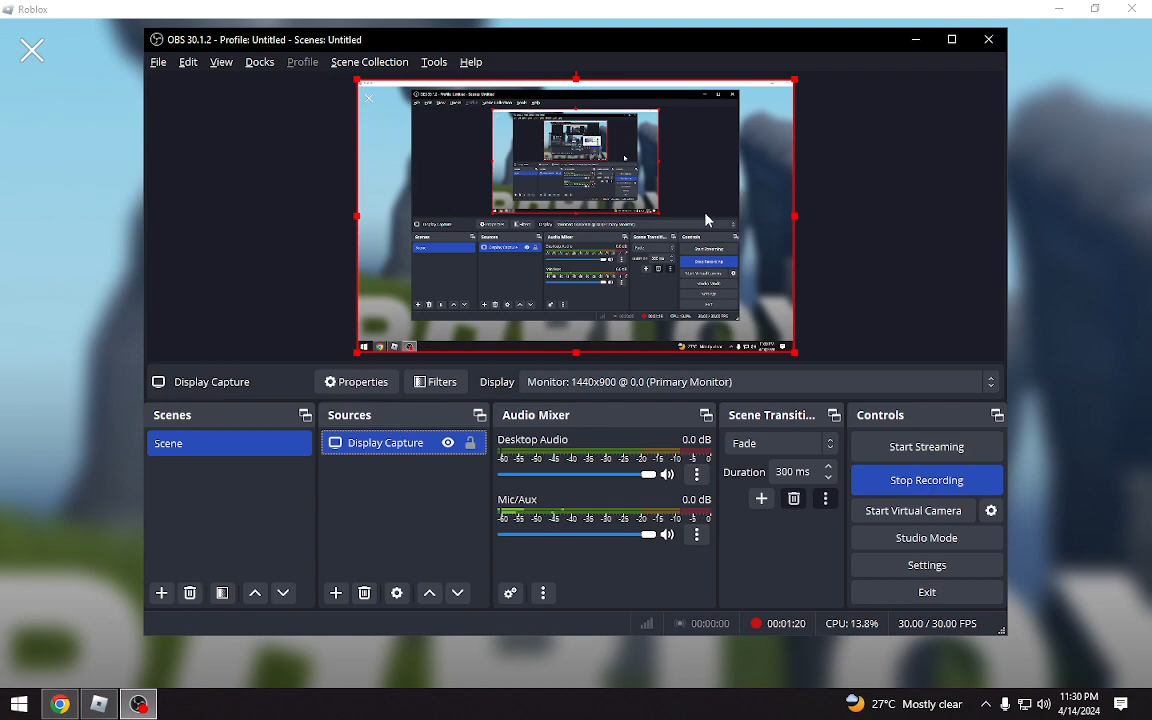 Roblox
OBS 30.1.2 - Profile: Untitled - Scenes: Untitled
File Edit View Docks Profile Scene Collection Tools Help
Display Capture Properties Filters Display Monitor: 1440x900 @ 0,0 (Primary Monitor)
Scenes Sources Audio Mixer Scene Transiti... Controls
Scene Display Capture Desktop Audio 0.0 dB Fade Start Streaming
-60 -55 -50 -45 -40 -35 -30 -25 -20 -15 -10 -5 0
Duration 300 ms Stop Recording
Mic/Aux 0.0 dB
-60 -55 -50 -45 -40 -35 -30 -25 -20 -15 -10 -5 0
Start Virtual Camera
Studio Mode
Settings
Exit
00:00:00 00:01:20 CPU: 13.8% 30.00 / 30.00 FPS
27°C Mostly clear 11:30 PM
4/14/2024